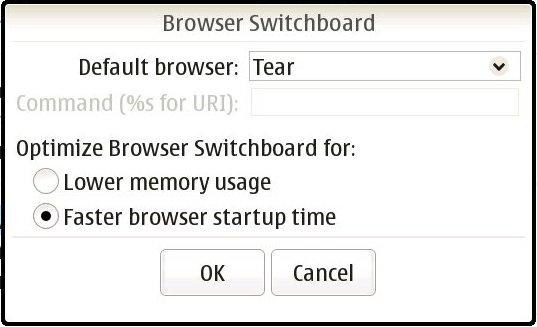 Browser Switchboard
Default browser: Tear
Command (%s for URI):
Optimize Browser Switchboard for:
Lower memory usage
Faster browser startup time
OK Cancel